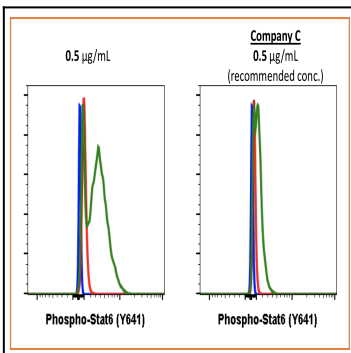 Company C
0.5 µg/mL
0.5 µg/mL
(recommended conc.)
Phospho-Stat6 (Y641)
Phospho-Stat6 (Y641)